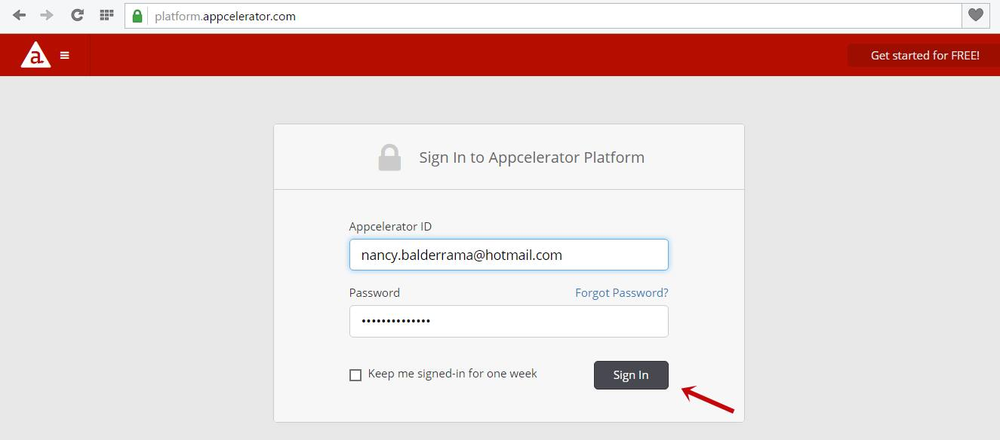 platform.appcelerator.com
a
Get started for FREE!
Sign In to Appcelerator Platform
Appcelerator ID
nancy.balderrama@hotmail.com
Password Forgot Password?
••••••••••••••
Keep me signed-in for one week Sign In